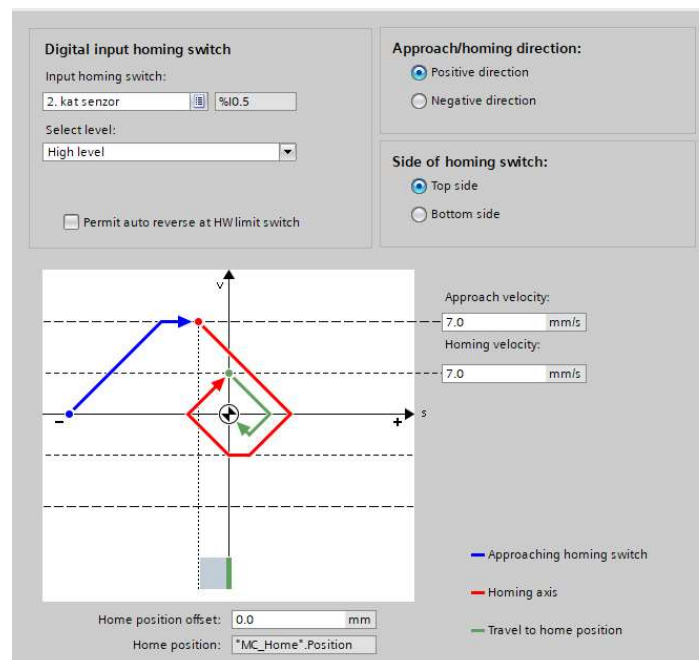 Digital input homing switch
Input homing switch:
2. kat senzor
%I0.5
Select level:
High level
Permit auto reverse at HW limit switch
Approach/homing direction:
Positive direction
Negative direction
Side of homing switch:
Top side
Bottom side
v
s
-
+
Approach velocity:
7.0 mm/s
Homing velocity:
7.0 mm/s
Approaching homing switch
Homing axis
Travel to home position
Home position offset: 0.0 mm
Home position: "MC_Home".Position